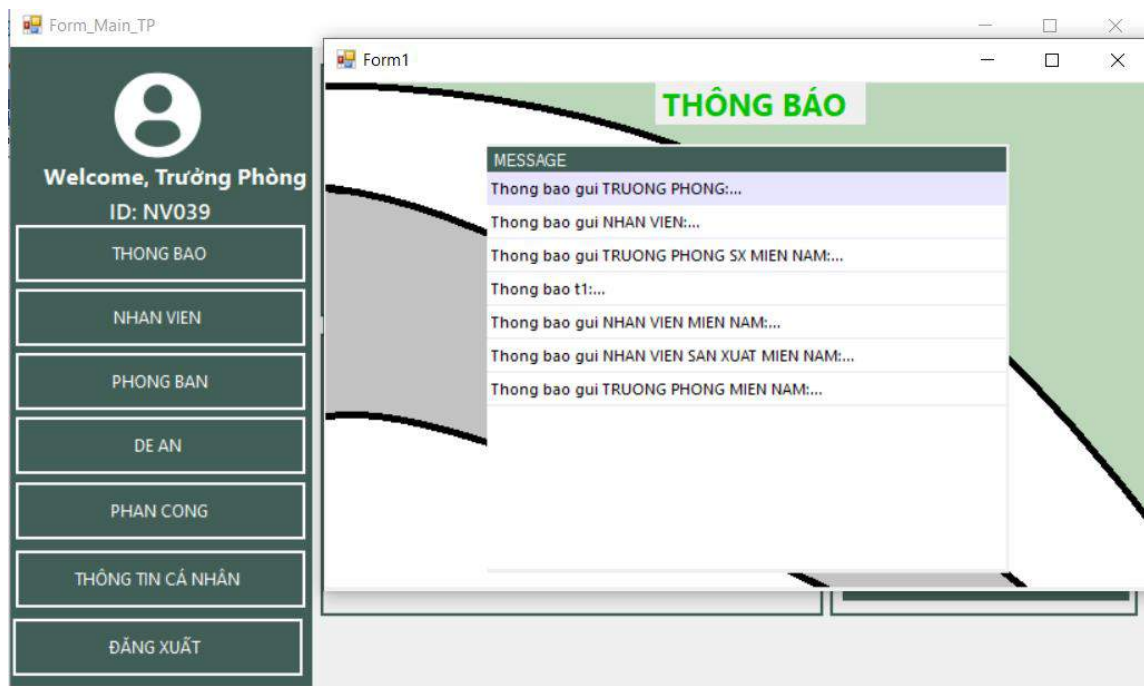 Form_Main_TP
Welcome, Trưởng Phòng
ID: NV039
THONG BAO
NHAN VIEN
PHONG BAN
DE AN
PHAN CONG
THÔNG TIN CÁ NHÂN
ĐĂNG XUẤT
Form1
THÔNG BÁO
MESSAGE
Thong bao gui TRUONG PHONG:...
Thong bao gui NHAN VIEN:...
Thong bao gui TRUONG PHONG SX MIEN NAM:...
Thong bao t1:...
Thong bao gui NHAN VIEN MIEN NAM:...
Thong bao gui NHAN VIEN SAN XUAT MIEN NAM:...
Thong bao gui TRUONG PHONG MIEN NAM:...